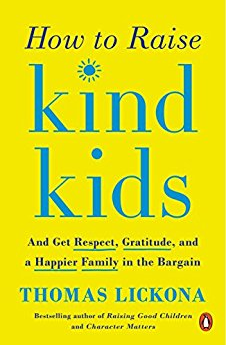 How to Raise
kind
kids
And Get Respect, Gratitude, and
a Happier Family in the Bargain
THOMAS LICKONA
Bestselling author of Raising Good Children
and Character Matters